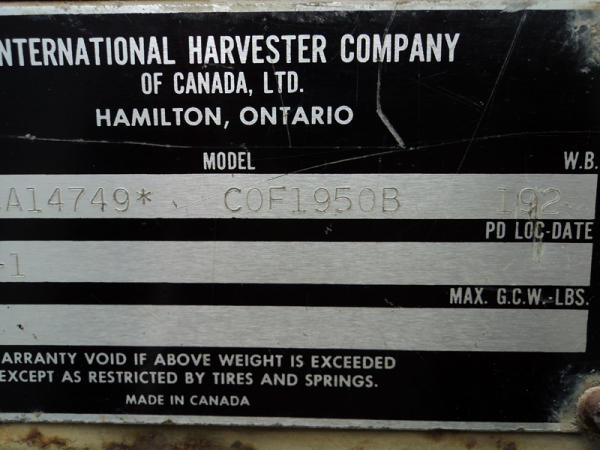 NTERNATIONAL HARVESTER COMPANY
OF CANADA, LTD.
HAMILTON, ONTARIO
MODEL W.B.
A14749* COF1950B 192
PD LOC-DATE
-1
MAX. G.C.W.-LBS.
ARRANTY VOID IF ABOVE WEIGHT IS EXCEEDED
EXCEPT AS RESTRICTED BY TIRES AND SPRINGS.
MADE IN CANADA